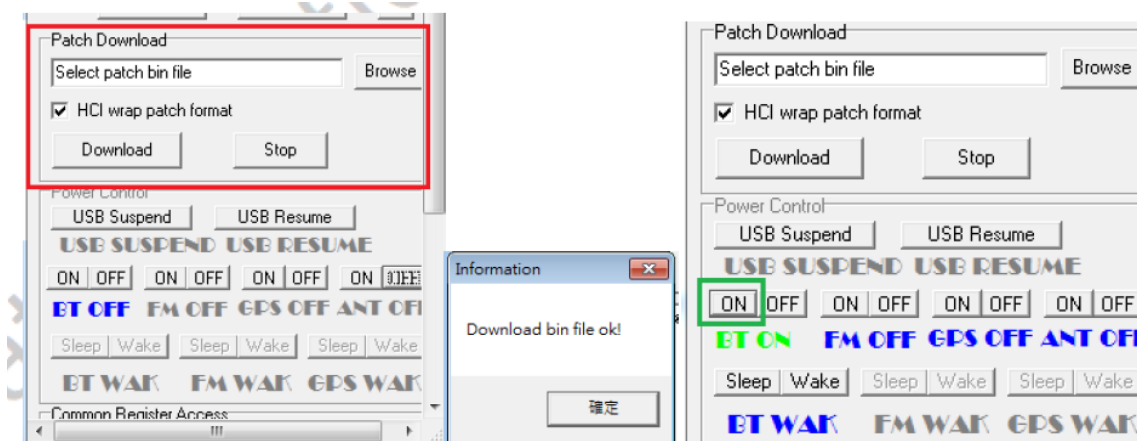 Patch Download
Select patch bin file Browse
HCI wrap patch format
Download Stop
Power Control
USB Suspend USB Resume
USB SUSPEND USB RESUME
ON OFF ON OFF ON OFF ON OFF
BT OFF FM OFF GPS OFF ANT OFF
Sleep Wake Sleep Wake Sleep Wake
BT WAK FM WAK GPS WAK
Common Register Access
Information
Download bin file ok!
確定
Patch Download
Select patch bin file Browse
HCI wrap patch format
Download Stop
Power Control
USB Suspend USB Resume
USB SUSPEND USB RESUME
ON OFF ON OFF ON OFF ON OFF
BT ON FM OFF GPS OFF ANT OFF
Sleep Wake Sleep Wake Sleep Wake
BT WAK FM WAK GPS WAK